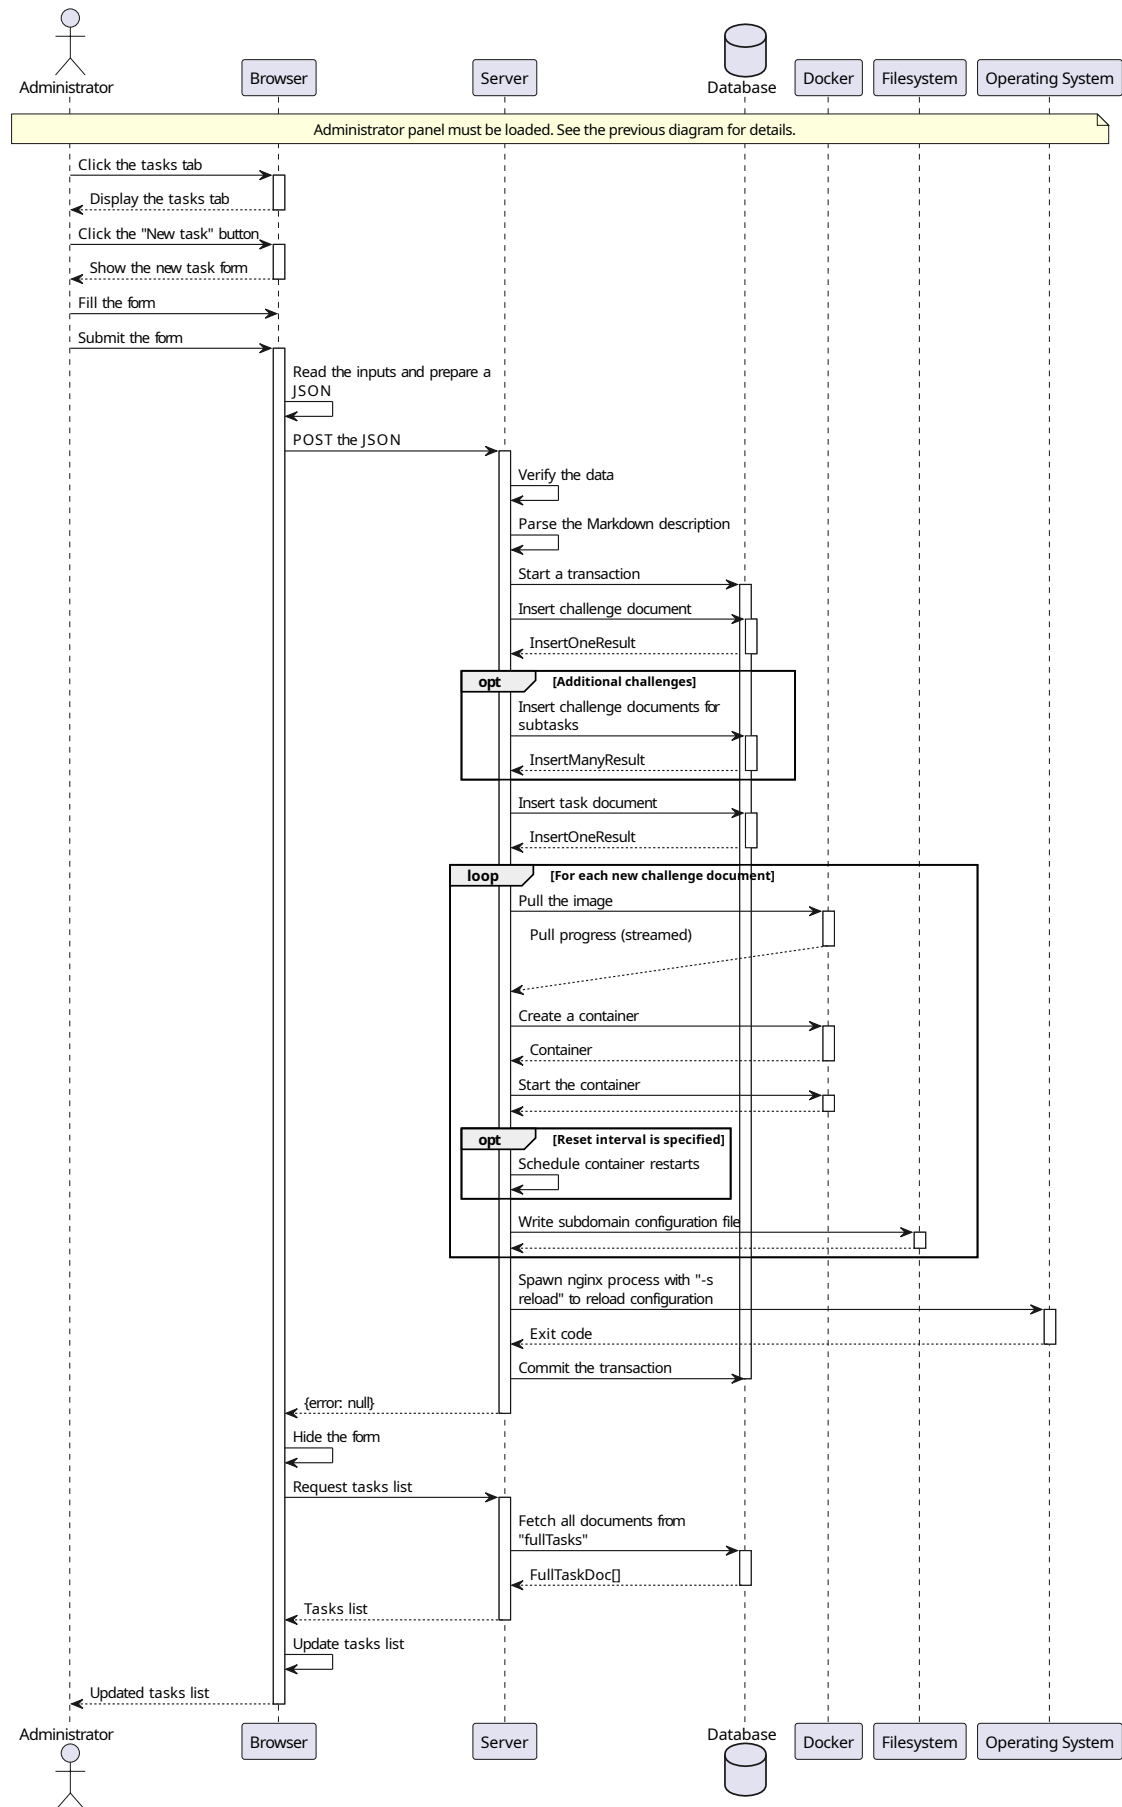 Administrator
Browser
Server
Database
Docker
Filesystem
Operating System
Administrator panel must be loaded. See the previous diagram for details.
Click the tasks tab
Display the tasks tab
Click the "New task" button
Show the new task form
Fill the form
Submit the form
Read the inputs and prepare a
JSON
POST the JSON
Verify the data
Parse the Markdown description
Start a transaction
Insert challenge document
InsertOneResult
opt [Additional challenges]
Insert challenge documents for
subtasks
InsertManyResult
Insert task document
InsertOneResult
loop [For each new challenge document]
Pull the image
Pull progress (streamed)
Create a container
Container
Start the container
opt [Reset interval is specified]
Schedule container restarts
Write subdomain configuration file
Spawn nginx process with "-s
reload" to reload configuration
Exit code
Commit the transaction
{error: null}
Hide the form
Request tasks list
Fetch all documents from
"fullTasks"
FullTaskDoc[]
Tasks list
Update tasks list
Updated tasks list
Administrator
Browser
Server
Database
Docker
Filesystem
Operating System